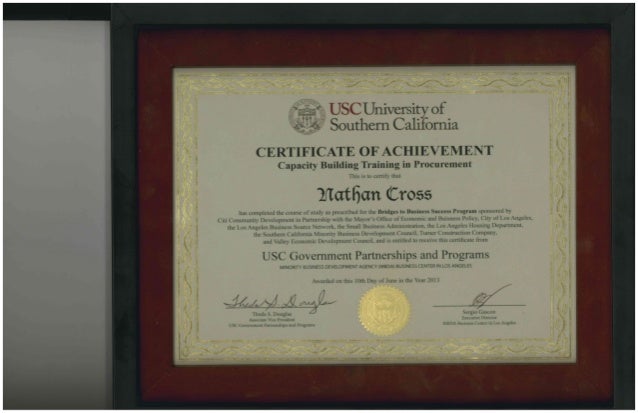 USC University of
Southern California
CERTIFICATE OF ACHIEVEMENT
Capacity Building Training in Procurement
This is to certify that
Nathan Cross
has completed the course of study as prescribed for the Bridges to Business Success Program sponsored by
Citi Community Development in Partnership with the Mayor's Office of Economic and Business Policy, City of Los Angeles,
the Los Angeles Business Source Network, the Small Business Administration, the Los Angeles Housing Department,
the Southern California Minority Business Development Council, Turner Construction Company,
and Valley Economic Development Council, and is entitled to receive this certificate from
USC Government Partnerships and Programs
MINORITY BUSINESS DEVELOPMENT AGENCY (MBDA) BUSINESS CENTER IN LOS ANGELES
Awarded on this 10th Day of June in the Year 2013
Theda S. Douglas
Theda S. Douglas
Associate Vice President
USC Government Partnerships and Programs
Sergio Gascon
Executive Director
MBDA Business Center in Los Angeles